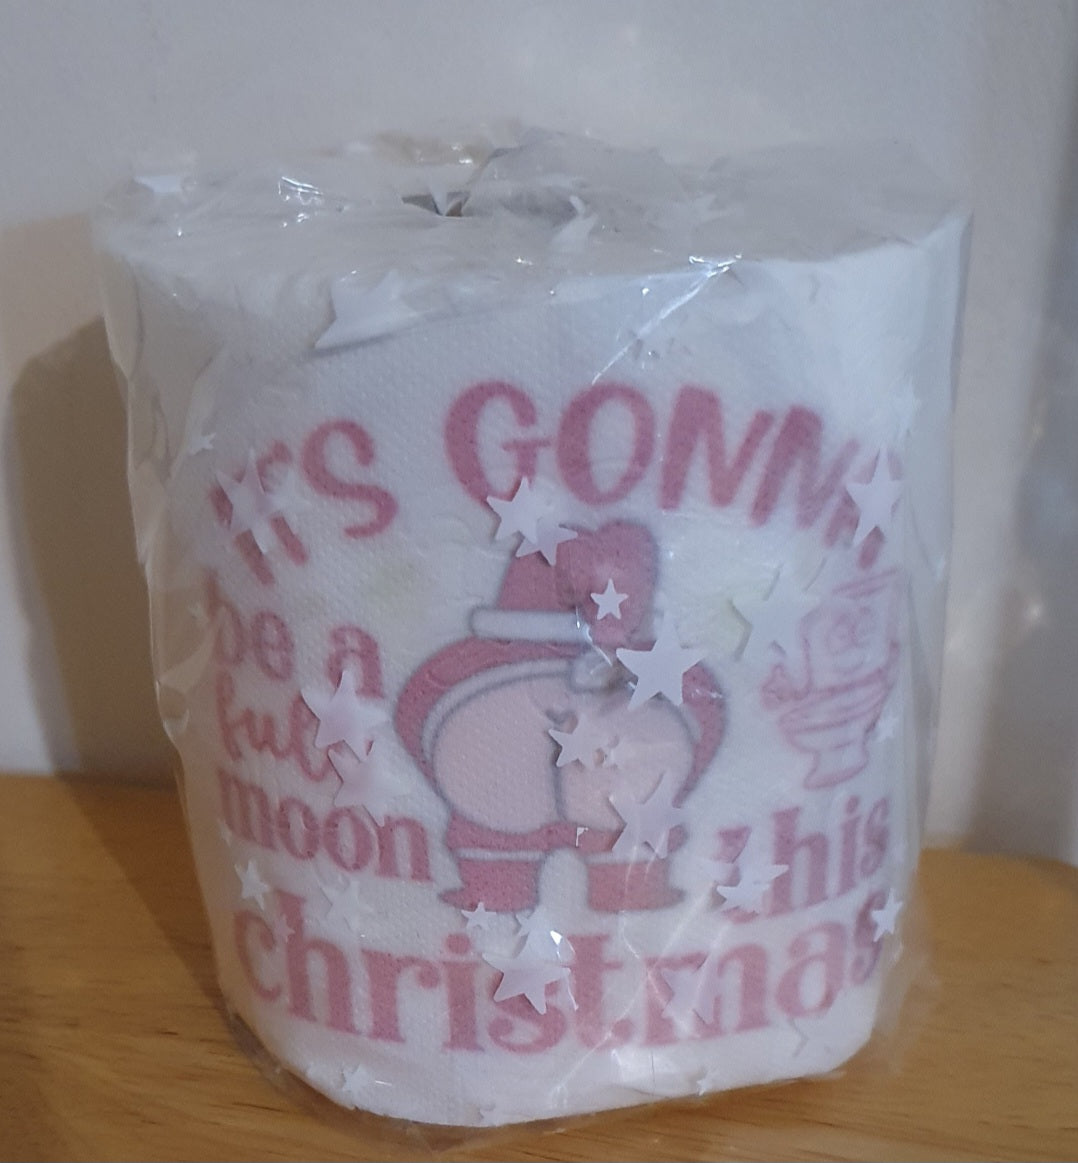 IT'S GONNA
be a
full
moon
this
christmas